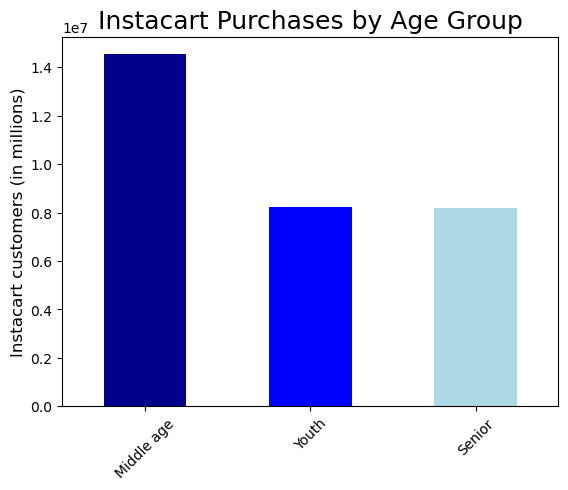 Instacart Purchases by Age Group
1e7
Instacart customers (in millions)
1.4
1.2
1.0
0.8
0.6
0.4
0.2
0.0
Middle age
Youth
Senior